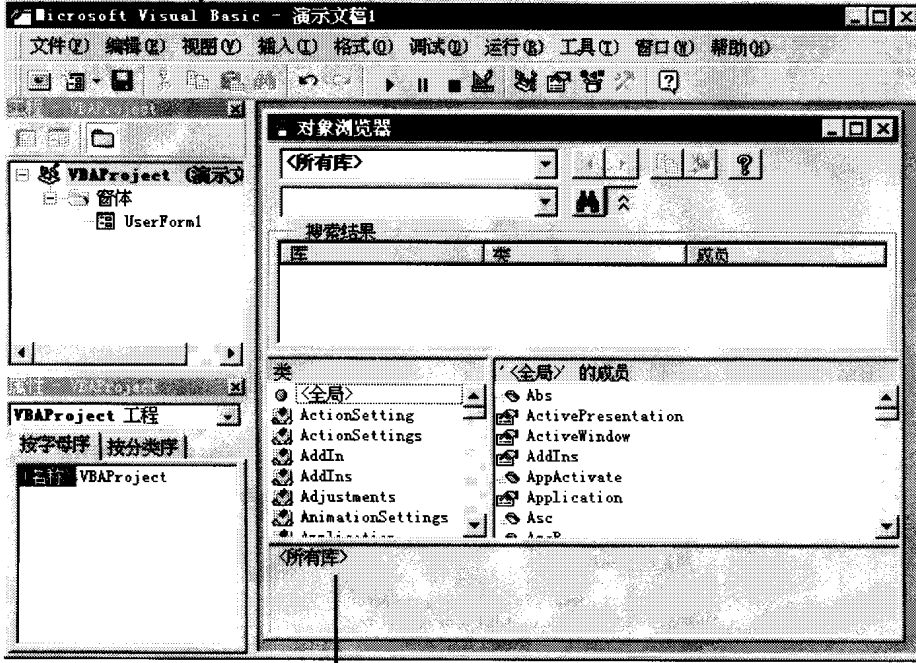 Microsoft Visual Basic - 演示文稿1
文件(F) 编辑(E) 视图(V) 插入(I) 格式(O) 调试(D) 运行(R) 工具(T) 窗口(W) 帮助(H)
VBAProject (演示文
窗体
UserForm1
VBAProject 工程
按字母序 按分类序
(名称) VBAProject
对象浏览器
<所有库>
搜索结果
库 类 成员
类
<全局>
ActionSetting
ActionSettings
AddIn
AddIns
Adjustments
AnimationSettings
'<全局>' 的成员
Abs
ActivePresentation
ActiveWindow
AddIns
AppActivate
Application
Asc
<所有库>